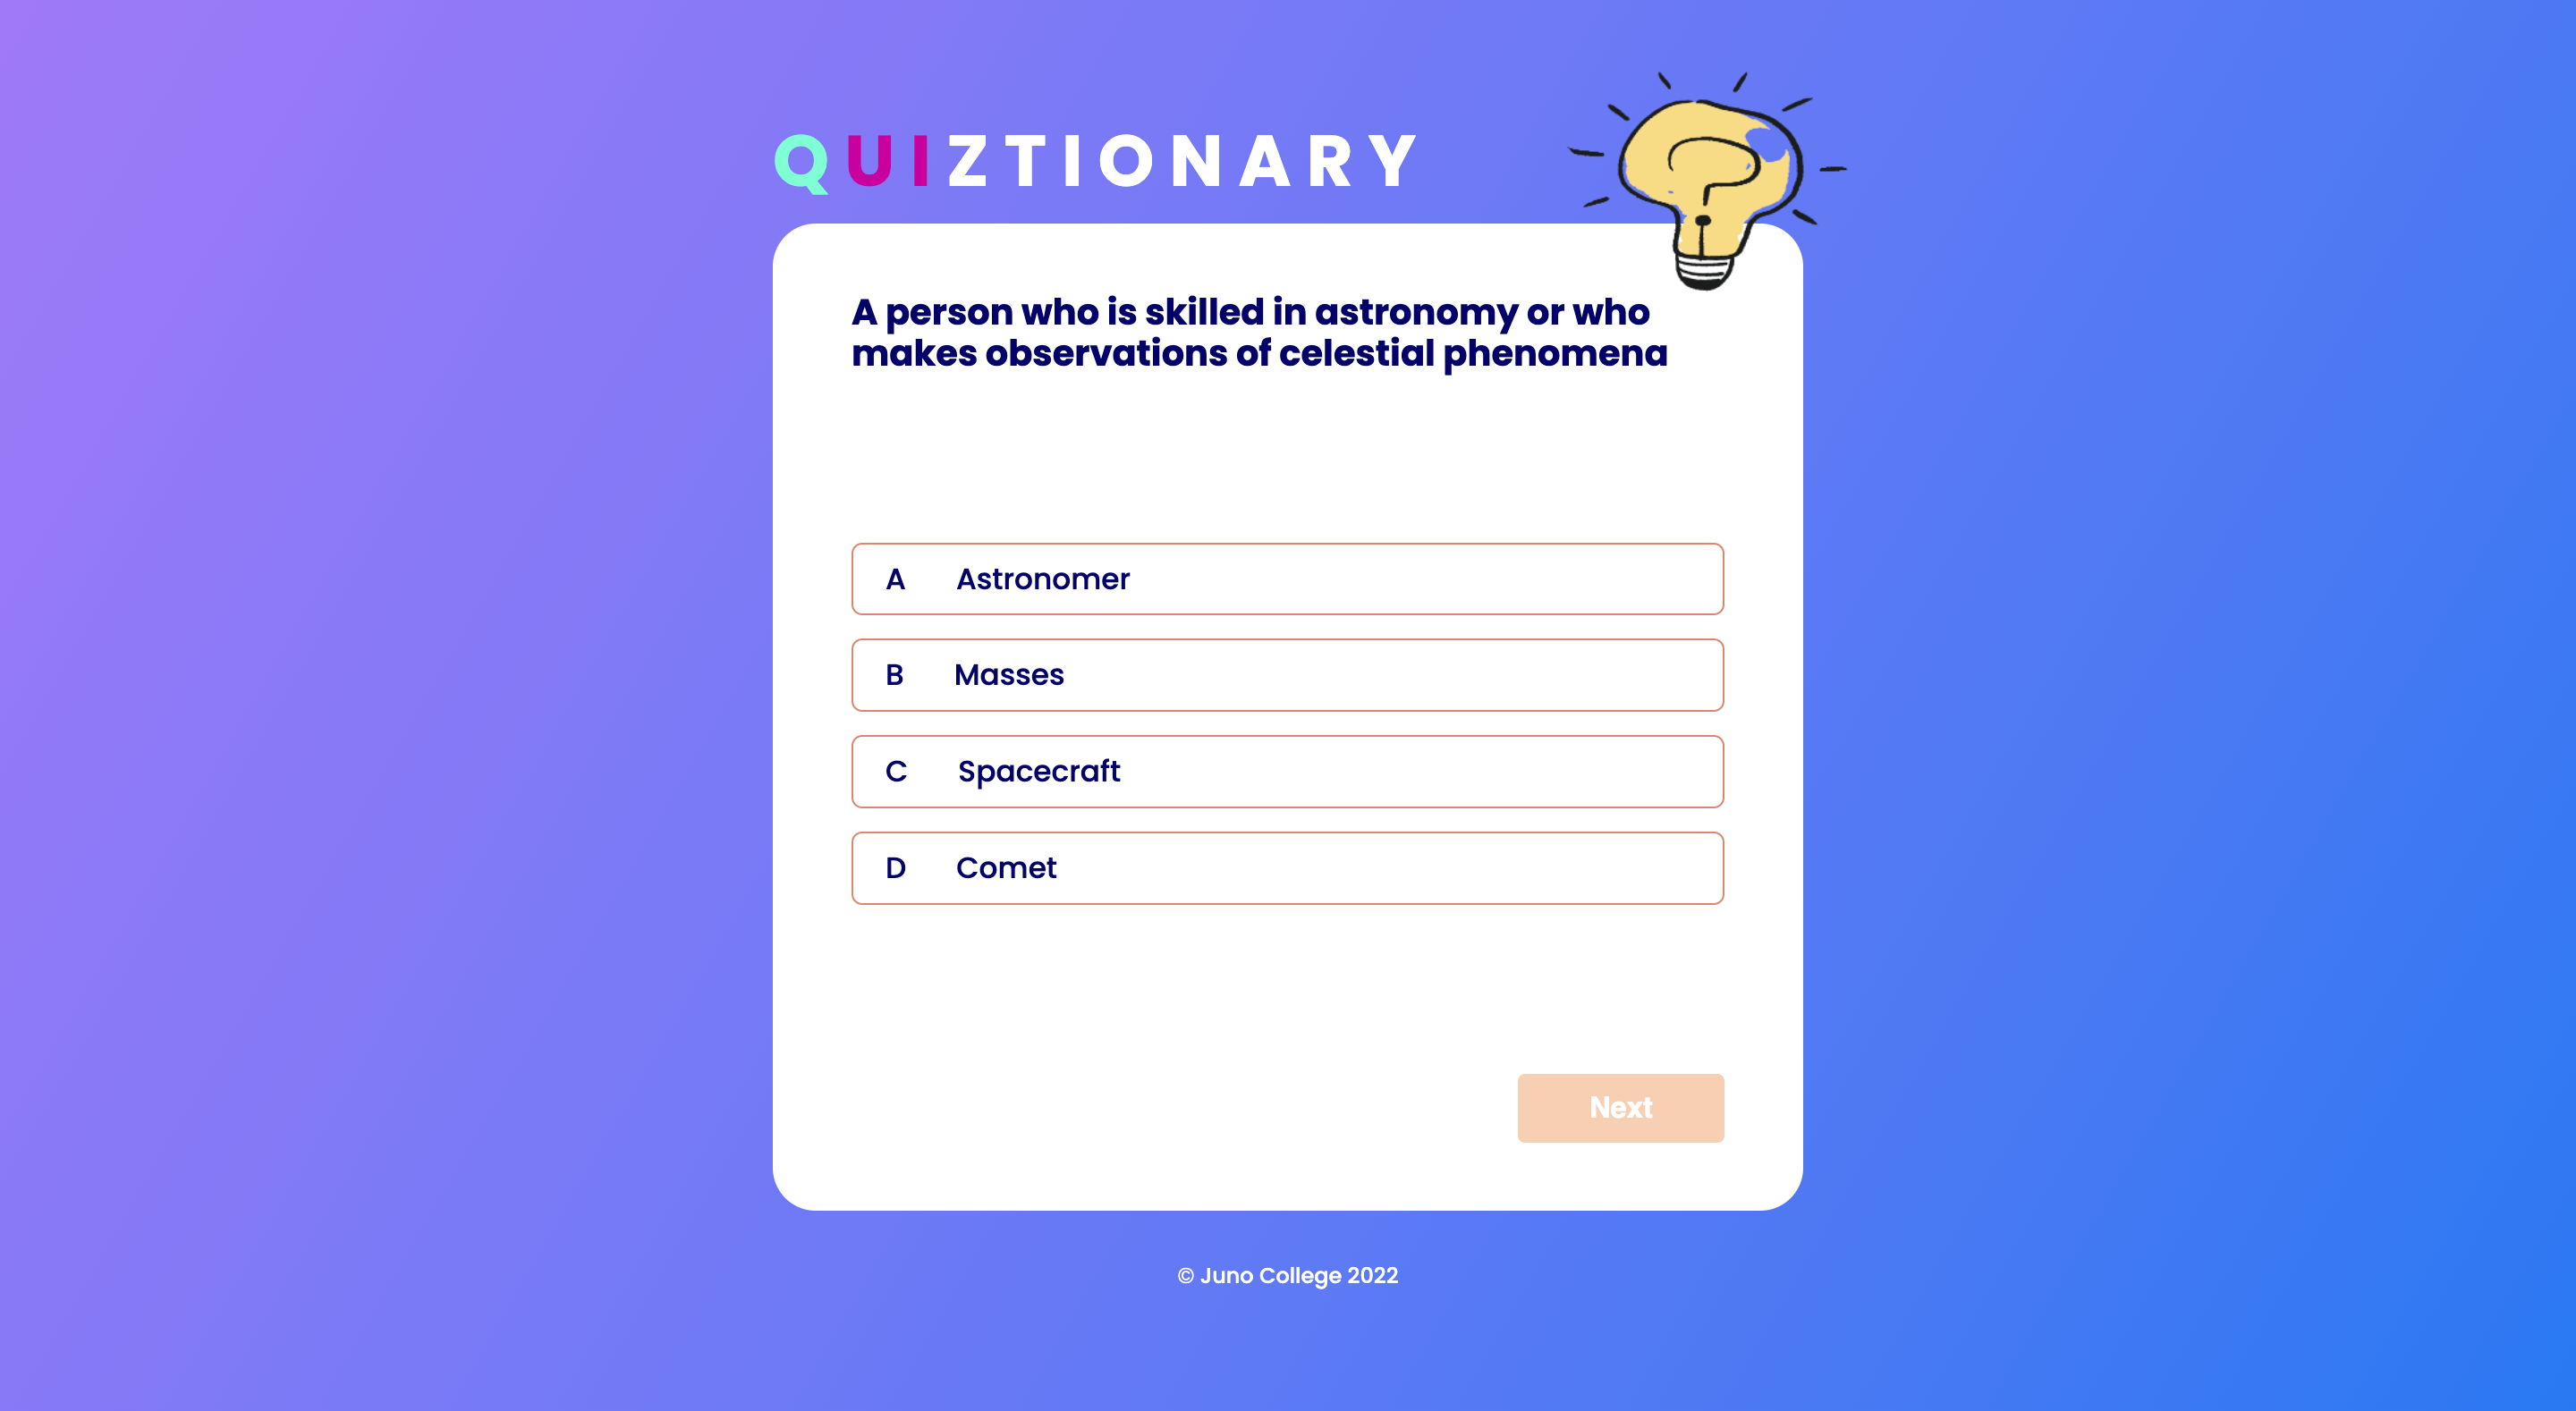 QUIZTIONARY
A person who is skilled in astronomy or who
makes observations of celestial phenomena
A Astronomer
B Masses
C Spacecraft
D Comet
Next
© Juno College 2022